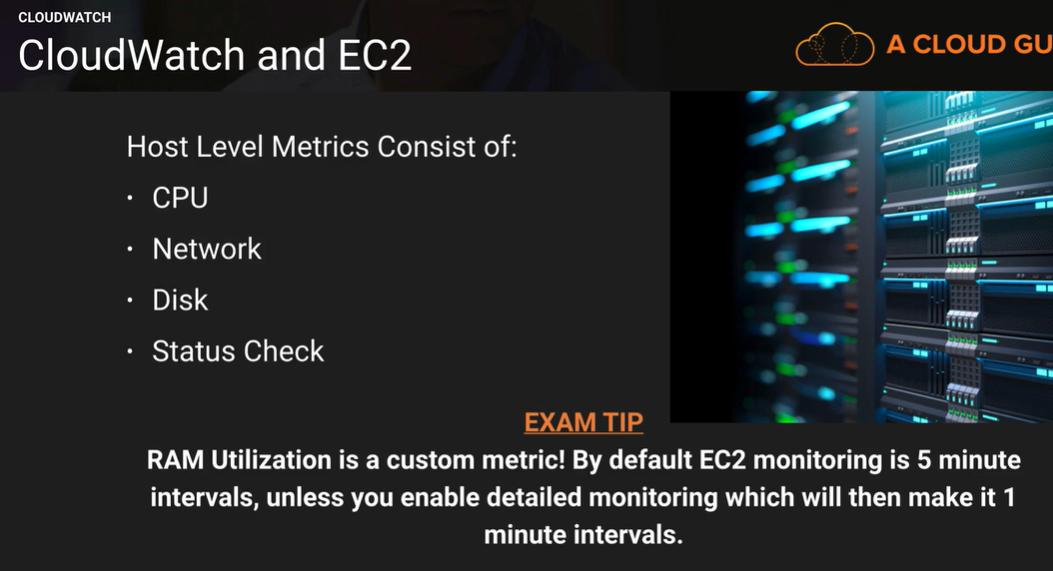 CLOUDWATCH
CloudWatch and EC2
A CLOUD GU
Host Level Metrics Consist of:
· CPU
· Network
· Disk
· Status Check
EXAM TIP
RAM Utilization is a custom metric! By default EC2 monitoring is 5 minute
intervals, unless you enable detailed monitoring which will then make it 1
minute intervals.